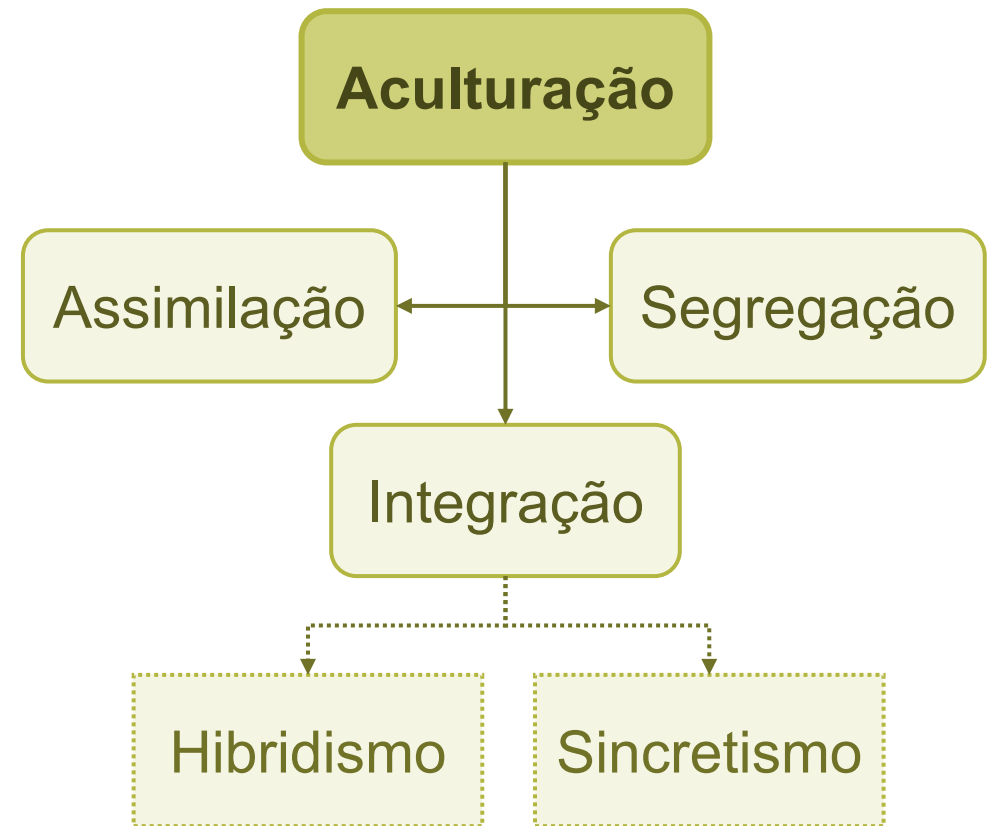 Aculturação
Assimilação
Segregação
Integração
Hibridismo
Sincretismo